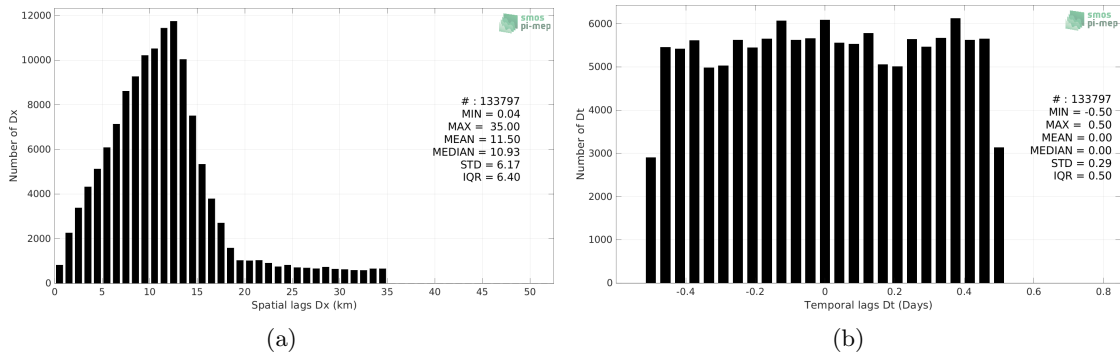 12000
10000
8000
6000
4000
2000
0
Number of Dx
0 5 10 15 20 25 30 35 40 45 50
Spatial lags Dx (km)
smos
pi-mep
# : 133797
MIN = 0.04
MAX = 35.00
MEAN = 11.50
MEDIAN = 10.93
STD = 6.17
IQR = 6.40
(a)
6000
5000
4000
3000
2000
1000
0
Number of Dt
-0.4 -0.2 0 0.2 0.4 0.6 0.8
Temporal lags Dt (Days)
smos
pi-mep
# : 133797
MIN = -0.50
MAX = 0.50
MEAN = 0.00
MEDIAN = 0.00
STD = 0.29
IQR = 0.50
(b)